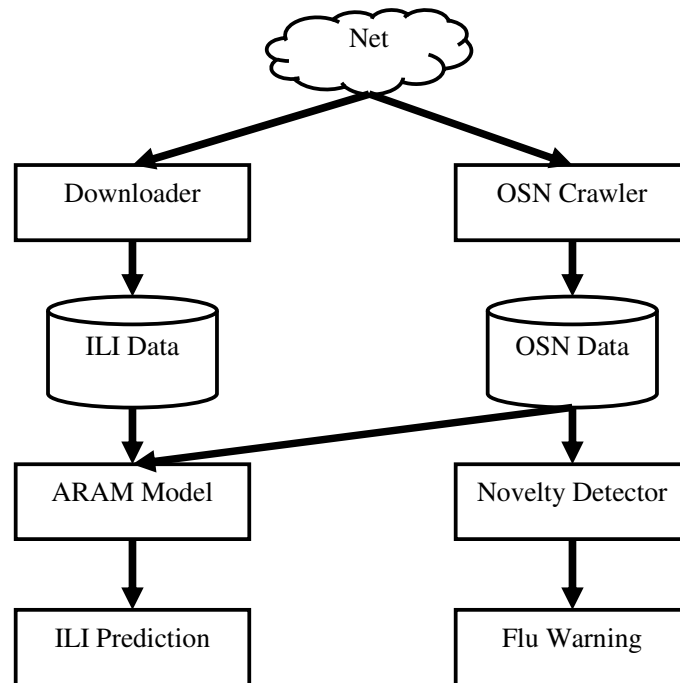 Net
Downloader
OSN Crawler
ILI Data
OSN Data
ARAM Model
Novelty Detector
ILI Prediction
Flu Warning